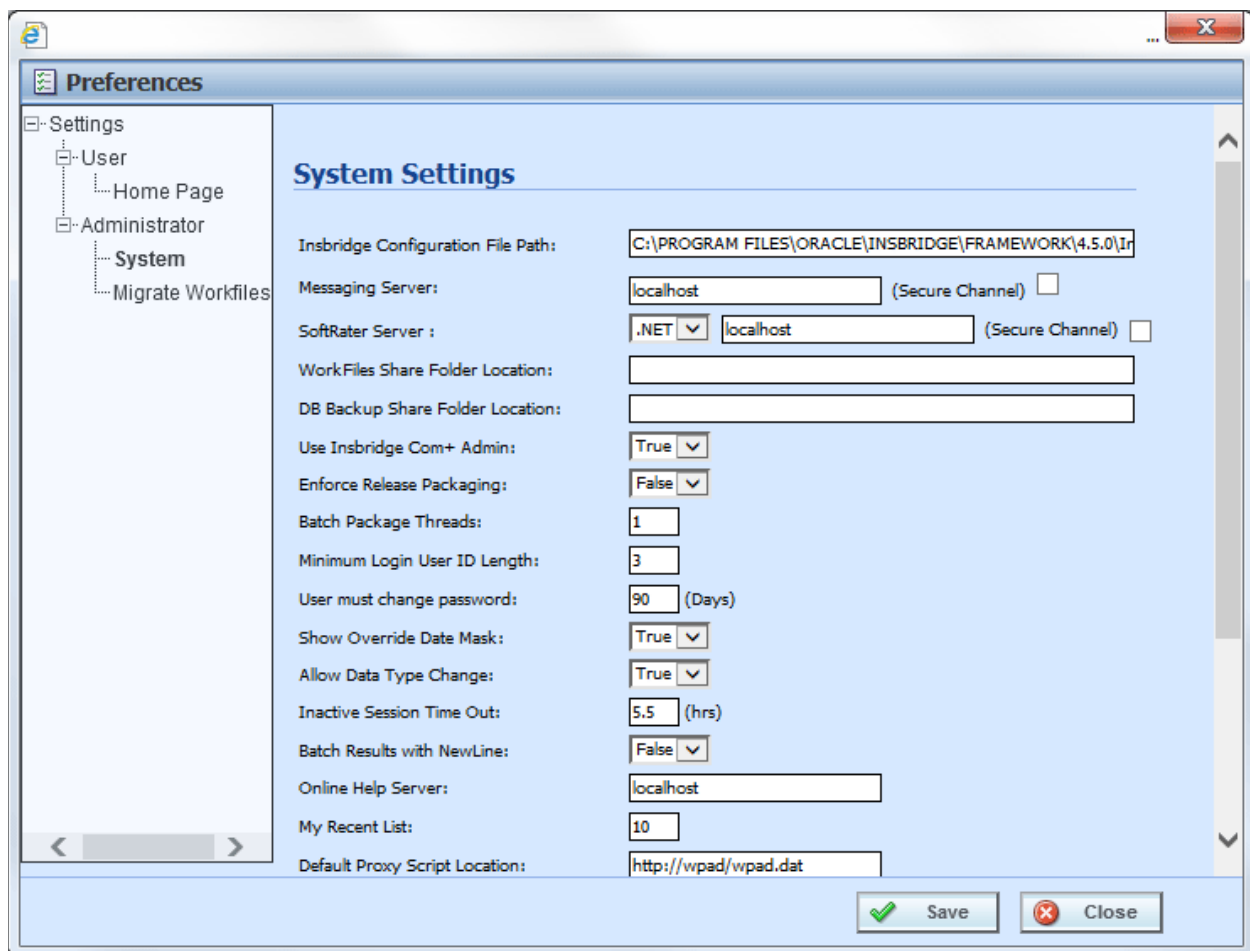 ...
Preferences
Settings
User
Home Page
Administrator
System
Migrate Workfiles
System Settings
Insbridge Configuration File Path: C:\PROGRAM FILES\ORACLE\INSBRIDGE\FRAMEWORK\4.5.0\In
Messaging Server: localhost (Secure Channel)
SoftRater Server : .NET localhost (Secure Channel)
WorkFiles Share Folder Location:
DB Backup Share Folder Location:
Use Insbridge Com+ Admin: True
Enforce Release Packaging: False
Batch Package Threads: 1
Minimum Login User ID Length: 3
User must change password: 90 (Days)
Show Override Date Mask: True
Allow Data Type Change: True
Inactive Session Time Out: 5.5 (hrs)
Batch Results with NewLine: False
Online Help Server: localhost
My Recent List: 10
Default Proxy Script Location: http://wpad/wpad.dat
Save Close